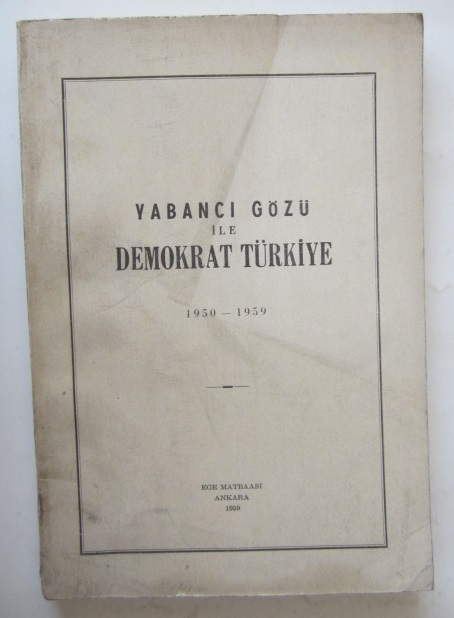 YABANCI GÖZÜ
İLE
DEMOKRAT TÜRKİYE
1950 — 1959
EGE MATBAASI
ANKARA
1959